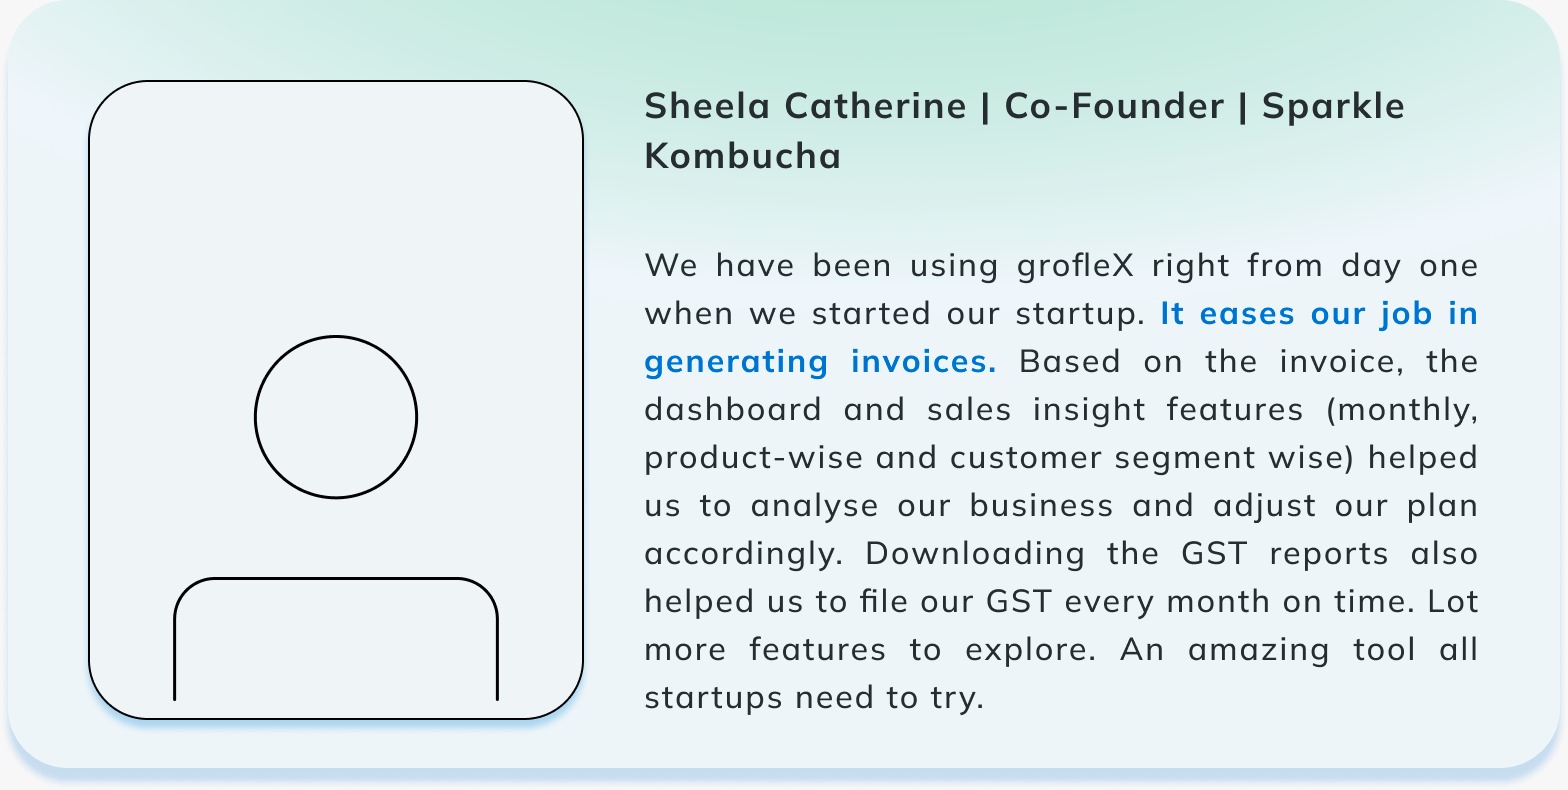 Sheela Catherine | Co-Founder | Sparkle
Kombucha
We have been using grofleX right from day one
when we started our startup. It eases our job in
generating invoices. Based on the invoice, the
dashboard and sales insight features (monthly,
product-wise and customer segment wise) helped
us to analyse our business and adjust our plan
accordingly. Downloading the GST reports also
helped us to file our GST every month on time. Lot
more features to explore. An amazing tool all
startups need to try.